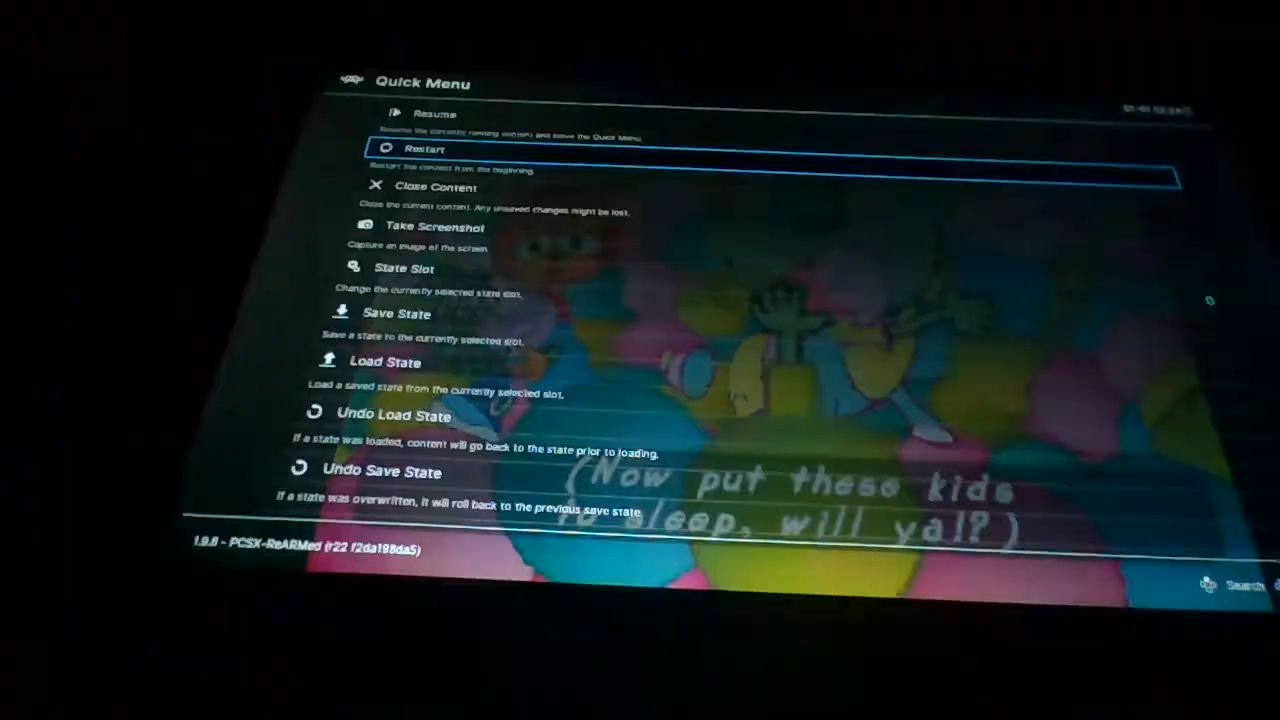 Quick Menu
Resume
Resume the currently running content and leave the Quick Menu.
Restart
Restart the content from the beginning.
Close Content
Close the current content. Any unsaved changes might be lost.
Take Screenshot
Capture an image of the screen.
State Slot
Change the currently selected state slot.
Save State
Save a state to the currently selected slot.
Load State
Load a saved state from the currently selected slot.
Undo Load State
If a state was loaded, content will go back to the state prior to loading.
Undo Save State
If a state was overwritten, it will roll back to the previous save state.
(Now put these kids
to sleep, will ya!?)
1.9.8 - PCSX-ReARMed (r22 f2da198da5)
Search